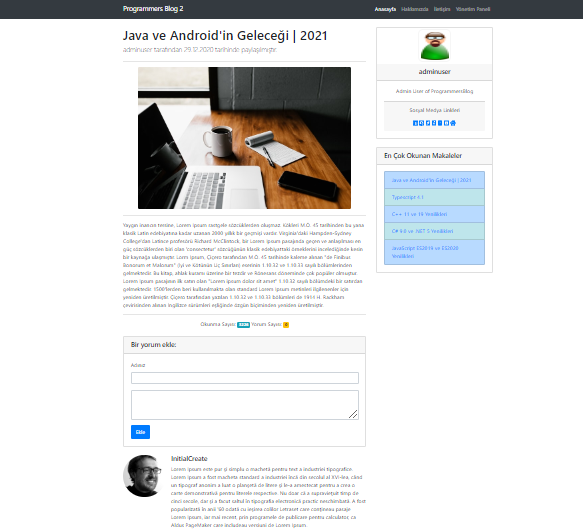 Programmers Blog 2
Anasayfa Hakkımızda İletişim Yönetim Paneli
Java ve Android'in Geleceği | 2021
adminuser tarafından 29.12.2020 tarihinde paylaşılmıştır.
Yaygın inancın tersine, Lorem Ipsum rastgele sözcüklerden oluşmaz. Kökleri M.Ö. 45 tarihinden bu yana
klasik Latin edebiyatına kadar uzanan 2000 yıllık bir geçmişi vardır. Virginia'daki Hampden-Sydney
College'dan Latince profesörü Richard McClintock, bir Lorem Ipsum pasajında geçen ve anlaşılması en
güç sözcüklerden biri olan 'consectetur' sözcüğünün klasik edebiyattaki örneklerini incelediğinde kesin
bir kaynağa ulaşmıştır. Lorem Ipsum, Çiçero tarafından M.Ö. 45 tarihinde kaleme alınan "de Finibus
Bonorum et Malorum" (İyi ve Kötünün Uç Sınırları) eserinin 1.10.32 ve 1.10.33 sayılı bölümlerinden
gelmektedir. Bu kitap, ahlak kuramı üzerine bir tezdir ve Rönesans döneminde çok popüler olmuştur.
Lorem Ipsum pasajının ilk satırı olan "Lorem ipsum dolor sit amet" 1.10.32 sayılı bölümdeki bir satırdan
gelmektedir. 1500'lerden beri kullanılmakta olan standard Lorem Ipsum metinleri ilgilenenler için
yeniden üretilmiştir. Çiçero tarafından yazılan 1.10.32 ve 1.10.33 bölümleri de 1914 H. Rackham
çevirisinden alınan İngilizce sürümleri eşliğinde özgün biçiminden yeniden üretilmiştir.
Okunma Sayısı: Yorum Sayısı: 0
Bir yorum ekle:
Adınız
Ekle
InitialCreate
Lorem Ipsum este pur şi simplu o machetă pentru text a industriei tipografice.
Lorem Ipsum a fost macheta standard a industriei încă din secolul al XVI-lea, când
un tipograf anonim a luat o planşetă de litere şi le-a amestecat pentru a crea o
carte demonstrativă pentru literele respective. Nu doar că a supravieţuit timp de
cinci secole, dar şi a facut saltul în tipografia electronică practic neschimbată. A fost
popularizată în anii '60 odată cu ieşirea colilor Letraset care conţineau pasaje
Lorem Ipsum, iar mai recent, prin programele de publicare pentru calculator, ca
Aldus PageMaker care includeau versiuni de Lorem Ipsum.
adminuser
Admin User of ProgrammersBlog
Sosyal Medya Linkleri
En Çok Okunan Makaleler
Java ve Android'in Geleceği | 2021
Typescript 4.1
C++ 11 ve 19 Yenilikleri
C# 9.0 ve .NET 5 Yenilikleri
JavaScript ES2019 ve ES2020
Yenilikleri